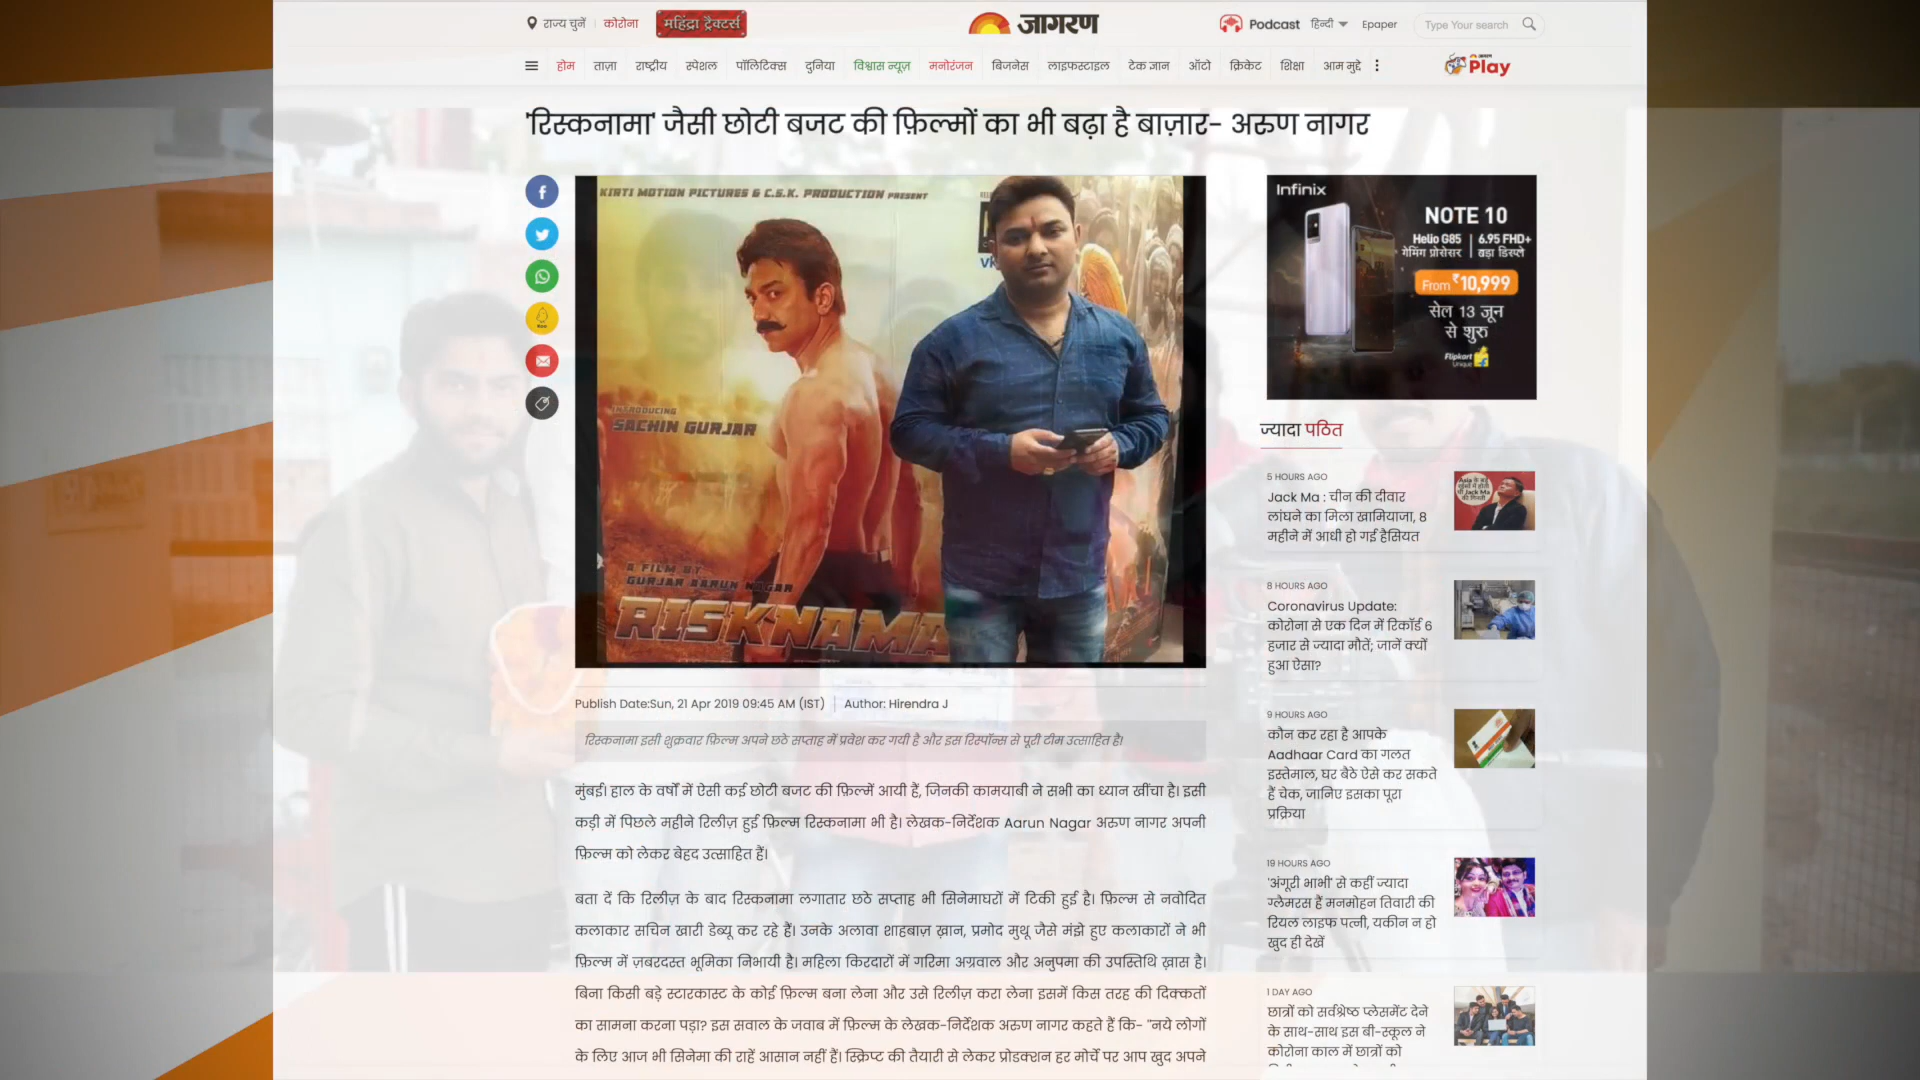 राज्य चुनें
कोरोना
महिंद्रा ट्रैक्टर्स
जागरण
Podcast
हिन्दी
Epaper
Type Your search
होम
ताज़ा
राष्ट्रीय
स्पेशल
पॉलिटिक्स
दुनिया
विश्वास न्यूज़
मनोरंजन
बिजनेस
लाइफस्टाइल
टेक ज्ञान
ऑटो
क्रिकेट
शिक्षा
आम मुद्दे
Play
'रिस्कनामा' जैसी छोटी बजट की फ़िल्मों का भी बढ़ा है बाज़ार- अरुण नागर
KIRTI MOTION PICTURES & C.S.K. PRODUCTION PRESENT
INTRODUCING
SACHIN GURJAR
A FILM BY
GURJAR AARUN NAGAR
RISKNAMA
Publish Date:Sun, 21 Apr 2019 09:45 AM (IST)
Author: Hirendra J
रिस्कनामा इसी शुक्रवार फ़िल्म अपने छठे सप्ताह में प्रवेश कर गयी है और इस रिस्पॉन्स से पूरी टीम उत्साहित है।
मुंबई। हाल के वर्षों में ऐसी कई छोटी बजट की फ़िल्में आयी हैं, जिनकी कामयाबी ने सभी का ध्यान खींचा है। इसी
कड़ी में पिछले महीने रिलीज़ हुई फ़िल्म रिस्कनामा भी है। लेखक-निर्देशक Aarun Nagar अरुण नागर अपनी
फ़िल्म को लेकर बेहद उत्साहित हैं।
बता दें कि रिलीज़ के बाद रिस्कनामा लगातार छठे सप्ताह भी सिनेमाघरों में टिकी हुई है। फ़िल्म से नवोदित
कलाकार सचिन खारी डेब्यू कर रहे हैं। उनके अलावा शाहबाज़ ख़ान, प्रमोद मुथू जैसे मंझे हुए कलाकारों ने भी
फ़िल्म में ज़बरदस्त भूमिका निभायी है। महिला किरदारों में गरिमा अग्रवाल और अनुपमा की उपस्तिथि ख़ास है।
बिना किसी बड़े स्टारकास्ट के कोई फ़िल्म बना लेना और उसे रिलीज़ करा लेना इसमें किस तरह की दिक्कतों
का सामना करना पड़ा? इस सवाल के जवाब में फ़िल्म के लेखक-निर्देशक अरुण नागर कहते हैं कि- "नये लोगों
के लिए आज भी सिनेमा की राहें आसान नहीं हैं। स्क्रिप्ट की तैयारी से लेकर प्रोडक्शन हर मोर्चे पर आप खुद अपने
Infinix
NOTE 10
Helio G85 | 6.95 FHD+
गेमिंग प्रोसेसर | बड़ा डिस्प्ले
From ₹10,999
सेल 13 जून
से शुरू
Flipkart
Unique
ज्यादा पठित
5 HOURS AGO
Jack Ma : चीन की दीवार
लांघने का मिला खामियाजा, 8
महीने में आधी हो गई हैसियत
8 HOURS AGO
Coronavirus Update:
कोरोना से एक दिन में रिकॉर्ड 6
हजार से ज्यादा मौतें; जानें क्यों
हुआ ऐसा?
9 HOURS AGO
कौन कर रहा है आपके
Aadhaar Card का गलत
इस्तेमाल, घर बैठे ऐसे कर सकते
हैं चेक, जानिए इसका पूरा
प्रक्रिया
19 HOURS AGO
'अंगूरी भाभी' से कहीं ज्यादा
ग्लैमरस हैं मनमोहन तिवारी की
रियल लाइफ पत्नी, यकीन न हो
खुद ही देखें
1 DAY AGO
छात्रों को सर्वश्रेष्ठ प्लेसमेंट देने
के साथ-साथ इस बी-स्कूल ने
कोरोना काल में छात्रों को